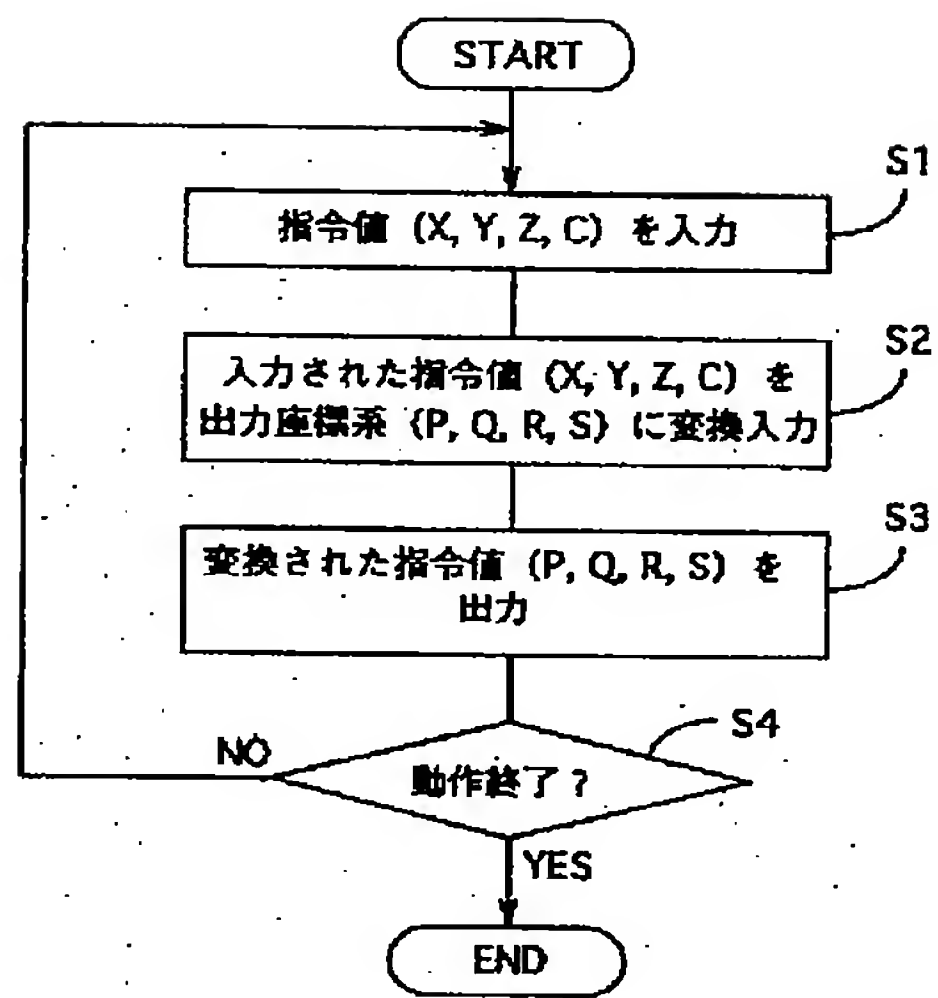 START
S1
指令値 (X, Y, Z, C) を入力
S2
入力された指令値 (X, Y, Z, C) を
出力座標系 (P, Q, R, S) に変換入力
S3
変換された指令値 (P, Q, R, S) を
出力
S4
NO
動作終了？
YES
END